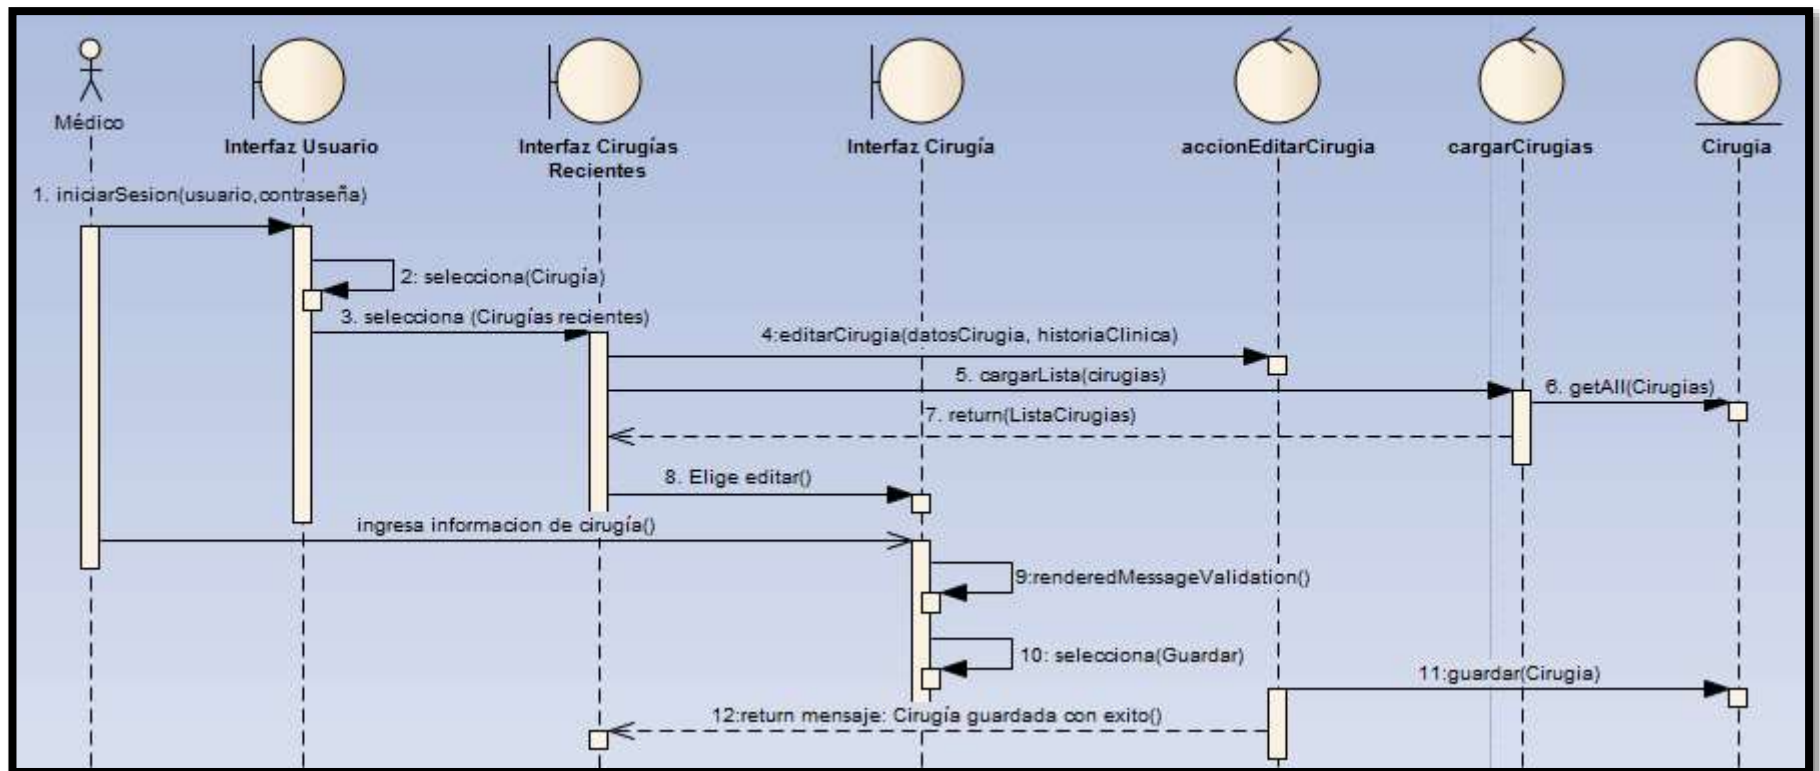 Médico
Interfaz Usuario
Interfaz Cirugías
Recientes
Interfaz Cirugía
accionEditarCirugia
cargarCirugias
Cirugia
1. iniciarSesion(usuario,contraseña)
2: selecciona(Cirugía)
3. selecciona (Cirugías recientes)
4:editarCirugia(datosCirugia, historiaClinica)
5. cargarLista(cirugias)
6. getAll(Cirugias)
7. return(ListaCirugias)
8. Elige editar()
ingresa informacion de cirugía()
9:renderedMessageValidation()
10: selecciona(Guardar)
11:guardar(Cirugia)
12:return mensaje: Cirugía guardada con exito()